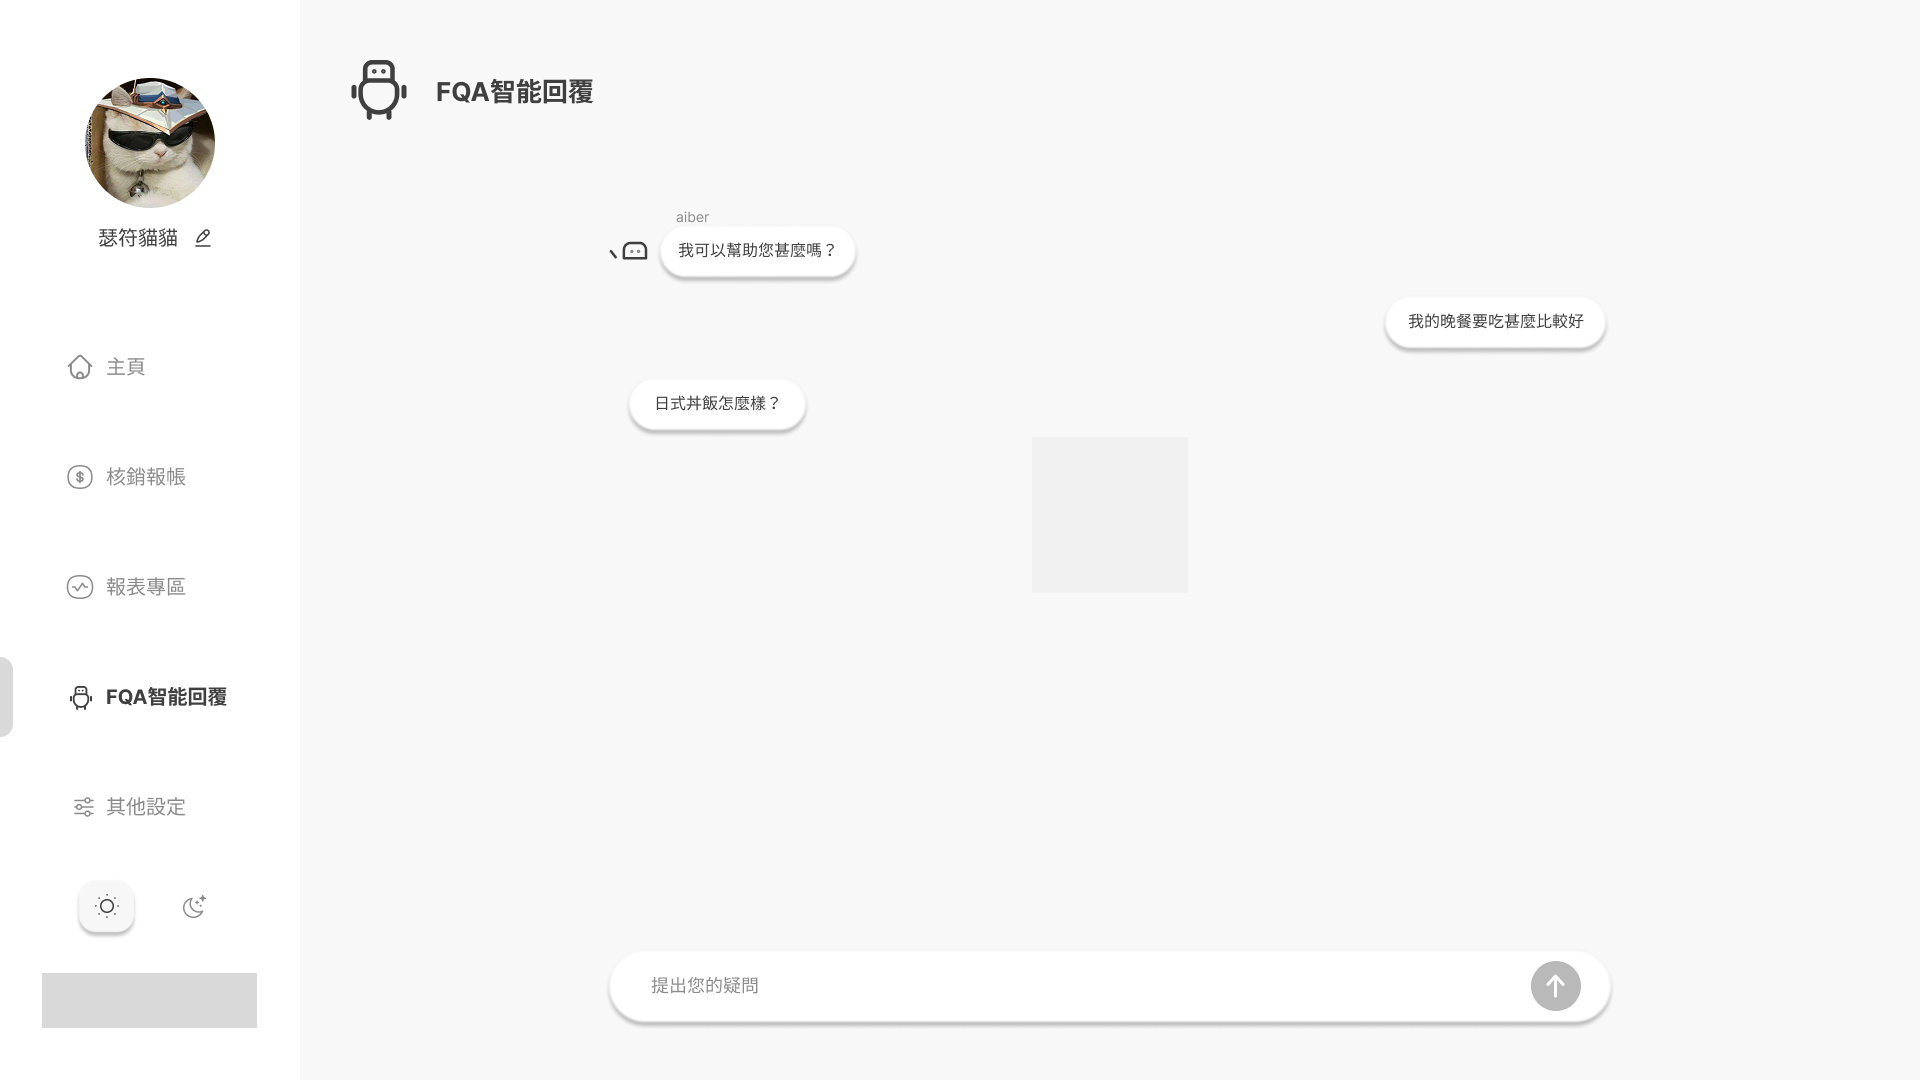 瑟符貓貓
主頁
核銷報帳
報表專區
FQA智能回覆
其他設定
FQA智能回覆
aiber
我可以幫助您甚麼嗎？
我的晚餐要吃甚麼比較好
日式丼飯怎麼樣？
提出您的疑問